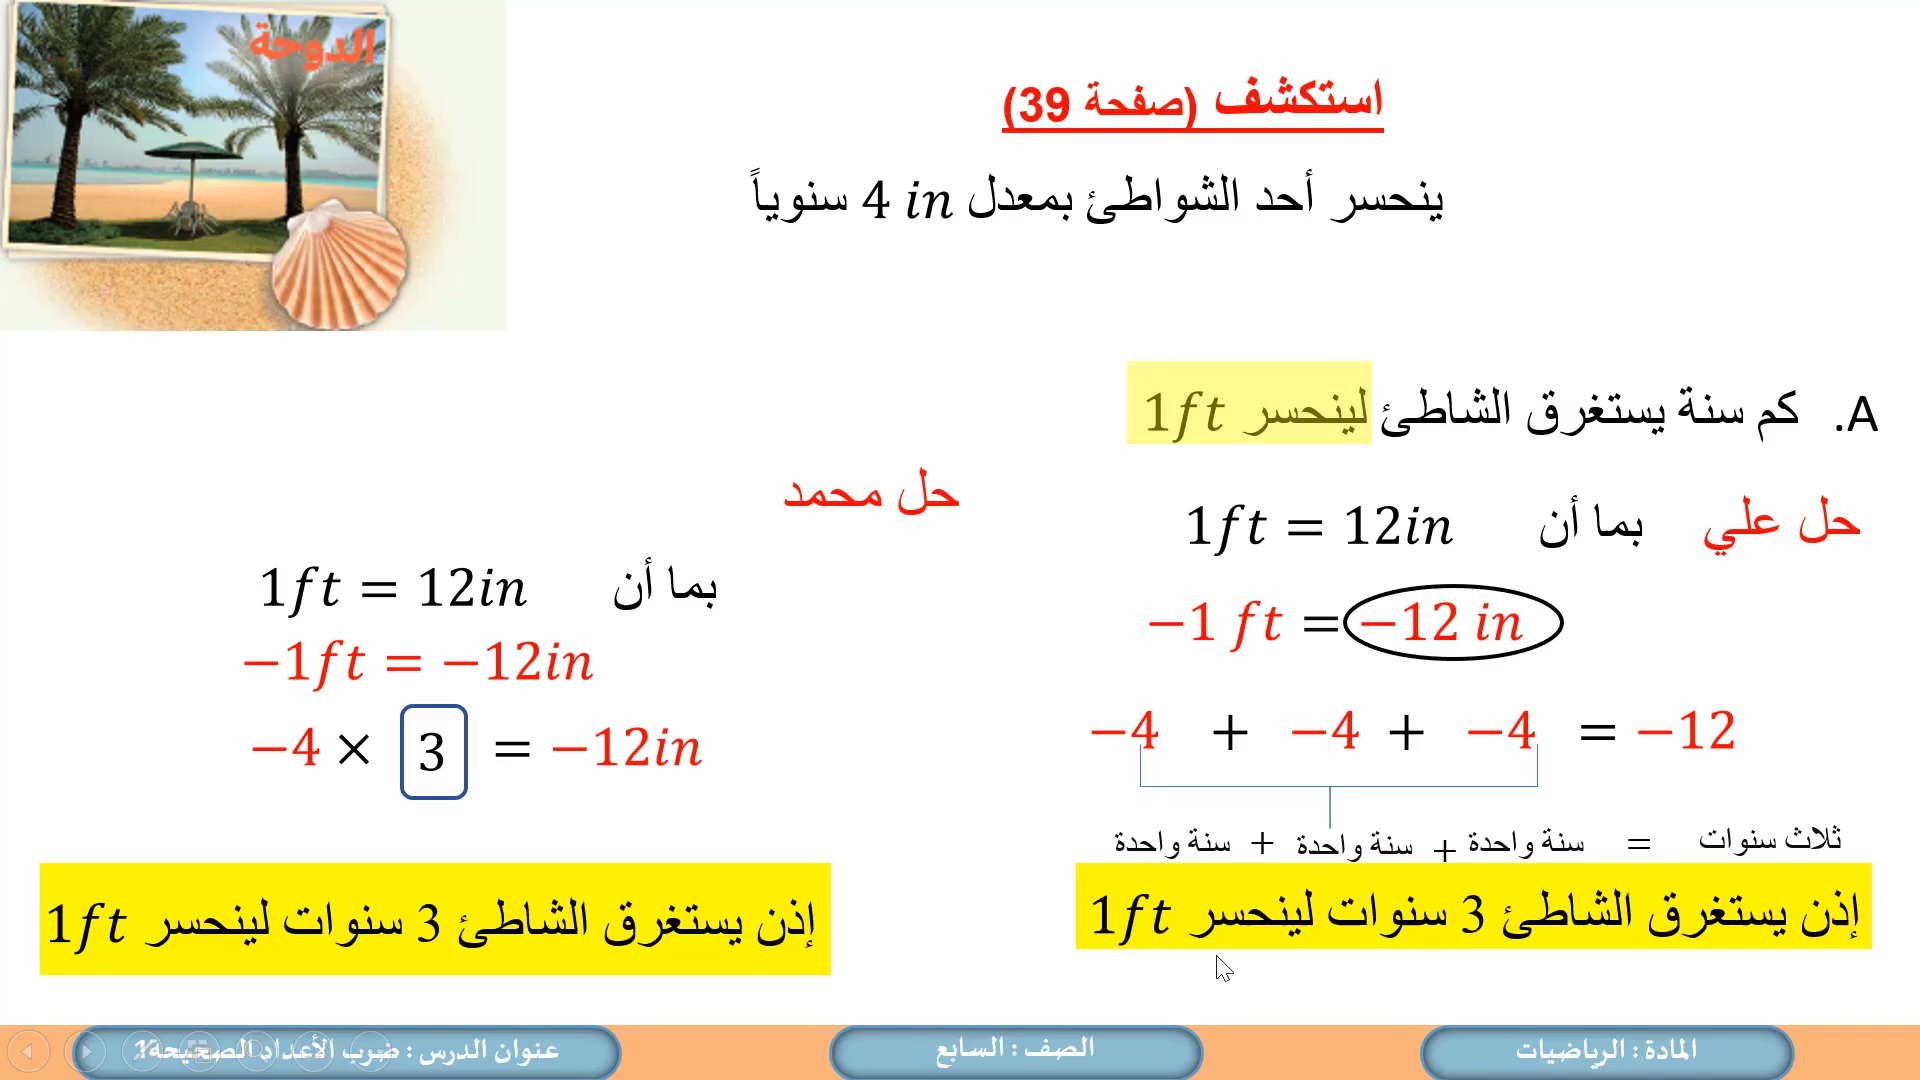 الدوحة
استكشف (صفحة 39)
ينحسر أحد الشواطئ بمعدل 4 in سنوياً
A. كم سنة يستغرق الشاطئ لينحسر 1ft
حل علي بما أن 1ft = 12in
−1 ft = −12 in
−4 + −4 + −4 = −12
سنة واحدة + سنة واحدة + سنة واحدة = ثلاث سنوات
إذن يستغرق الشاطئ 3 سنوات لينحسر 1ft
حل محمد
بما أن 1ft = 12in
−1ft = −12in
−4 × 3 = −12in
إذن يستغرق الشاطئ 3 سنوات لينحسر 1ft
المادة : الرياضيات
الصف : السابع
عنوان الدرس : ضرب الأعداد الصحيحة